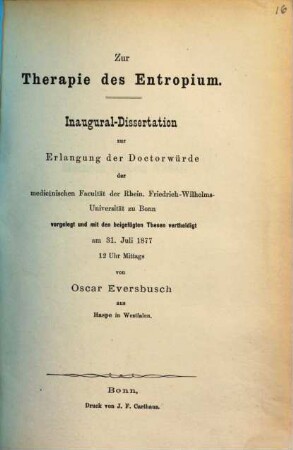 16
Zur
Therapie des Entropium.
Inaugural-Dissertation
zur
Erlangung der Doctorwürde
der
medicinischen Facultät der Rhein. Friedrich-Wilhelms-
Universität zu Bonn
vorgelegt und mit den beigefügten Thesen vertheidigt
am 31. Juli 1877
12 Uhr Mittags
von
Oscar Eversbusch
aus
Haspe in Westfalen.
Bonn,
Druck von J. F. Carthaus.